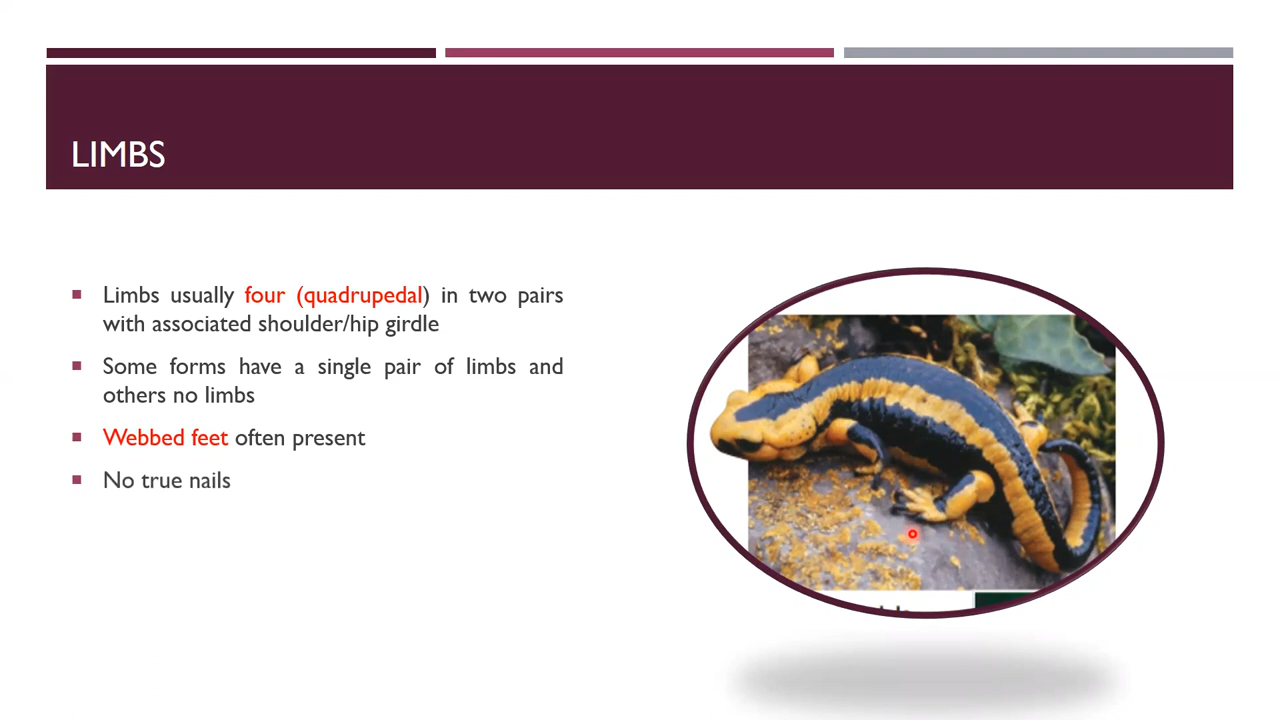 LIMBS
Limbs usually four (quadrupedal) in two pairs
with associated shoulder/hip girdle
Some forms have a single pair of limbs and
others no limbs
Webbed feet often present
No true nails